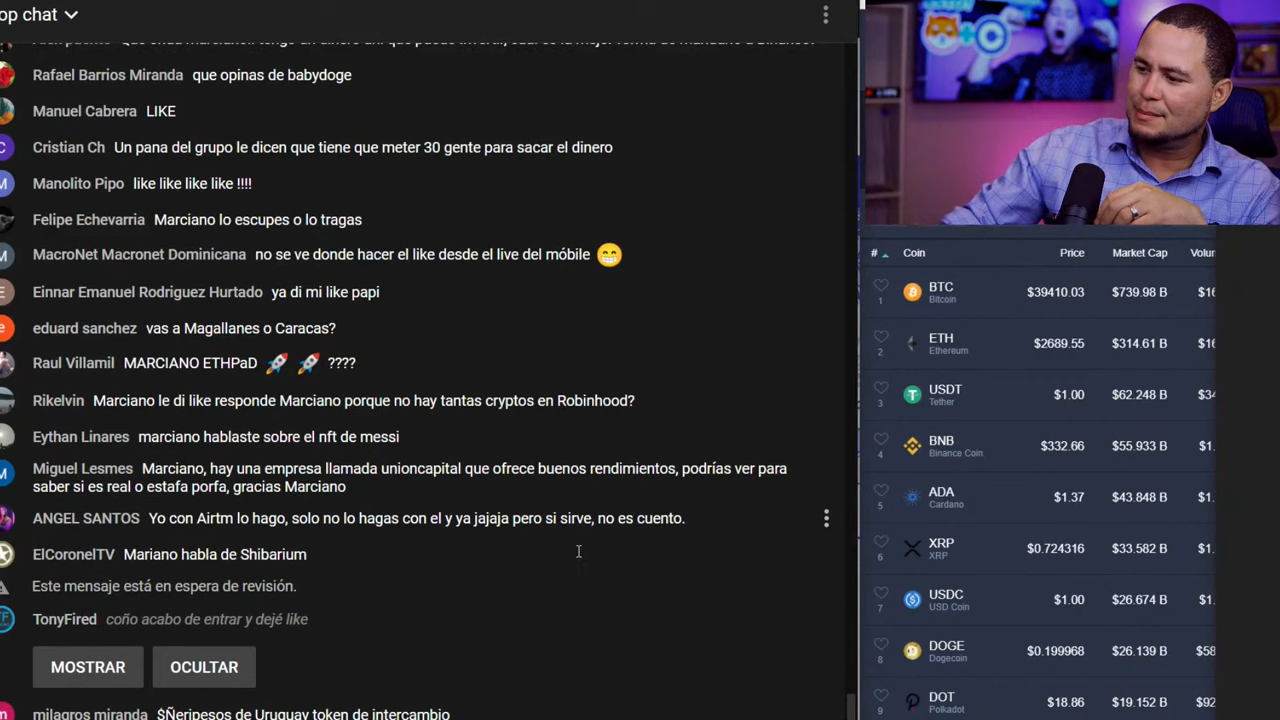 op chat
Rafael Barrios Miranda que opinas de babydoge
Manuel Cabrera LIKE
C Cristian Ch Un pana del grupo le dicen que tiene que meter 30 gente para sacar el dinero
M Manolito Pipo like like like like !!!!
Felipe Echevarria Marciano lo escupes o lo tragas
M MacroNet Macronet Dominicana no se ve donde hacer el like desde el live del móbile 😁
E Einnar Emanuel Rodriguez Hurtado ya di mi like papi
e eduard sanchez vas a Magallanes o Caracas?
Raul Villamil MARCIANO ETHPaD 🚀 🚀 ????
Rikelvin Marciano le di like responde Marciano porque no hay tantas cryptos en Robinhood?
Eythan Linares marciano hablaste sobre el nft de messi
M Miguel Lesmes Marciano, hay una empresa llamada unioncapital que ofrece buenos rendimientos, podrías ver para
saber si es real o estafa porfa, gracias Marciano
ANGEL SANTOS Yo con Airtm lo hago, solo no lo hagas con el y ya jajaja pero si sirve, no es cuento.
ElCoronelTV Mariano habla de Shibarium
Este mensaje está en espera de revisión.
TonyFired coño acabo de entrar y dejé like
MOSTRAR OCULTAR
m milagros miranda $Ñeripesos de Uruguay token de intercambio
# Coin Price Market Cap Volu
1 BTC Bitcoin $39410.03 $739.98 B $16
2 ETH Ethereum $2689.55 $314.61 B $16
3 USDT Tether $1.00 $62.248 B $34
4 BNB Binance Coin $332.66 $55.933 B $1.
5 ADA Cardano $1.37 $43.848 B $1.
6 XRP XRP $0.724316 $33.582 B $1.
7 USDC USD Coin $1.00 $26.674 B $1.
8 DOGE Dogecoin $0.199968 $26.139 B $58
9 DOT Polkadot $18.86 $19.152 B $92